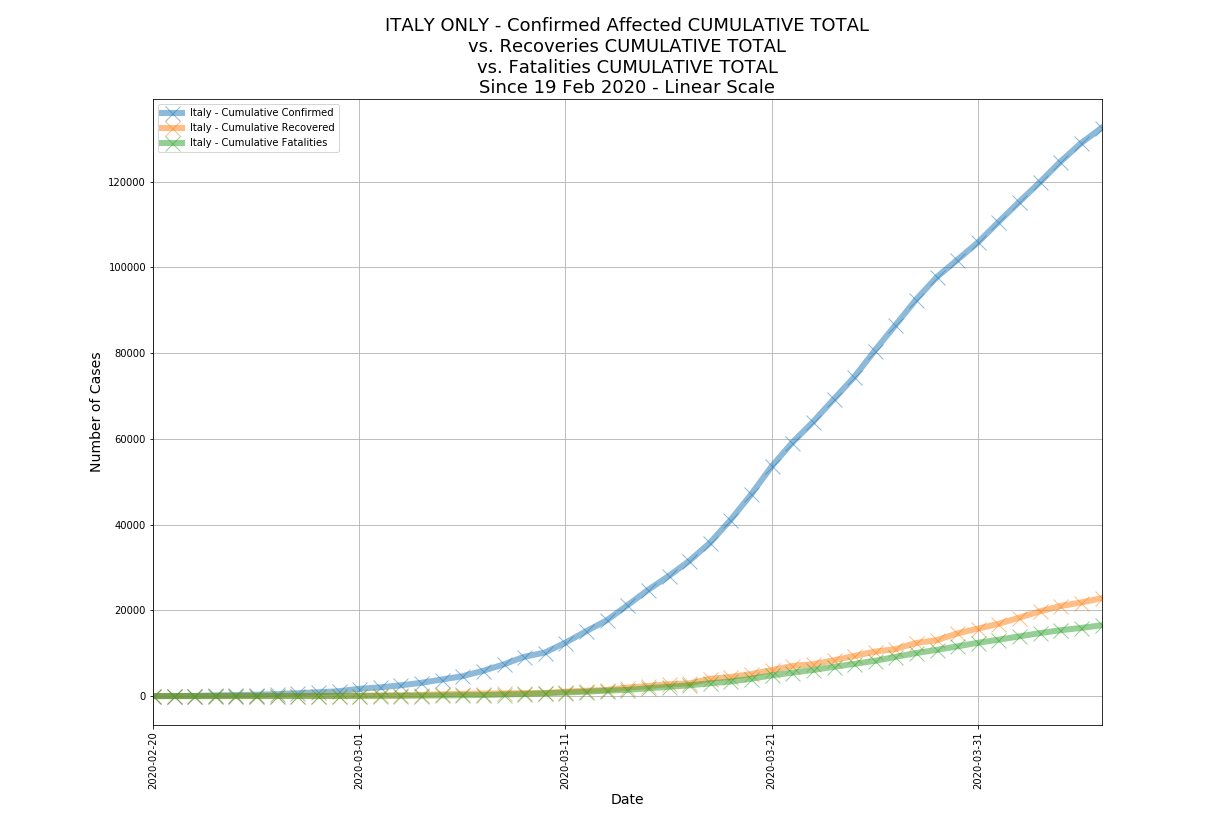 ITALY ONLY - Confirmed Affected CUMULATIVE TOTAL
vs. Recoveries CUMULATIVE TOTAL
vs. Fatalities CUMULATIVE TOTAL
Since 19 Feb 2020 - Linear Scale
Italy - Cumulative Confirmed
Italy - Cumulative Recovered
Italy - Cumulative Fatalities
120000
100000
80000
60000
40000
20000
0
Number of Cases
2020-02-20
2020-03-01
2020-03-11
2020-03-21
2020-03-31
Date